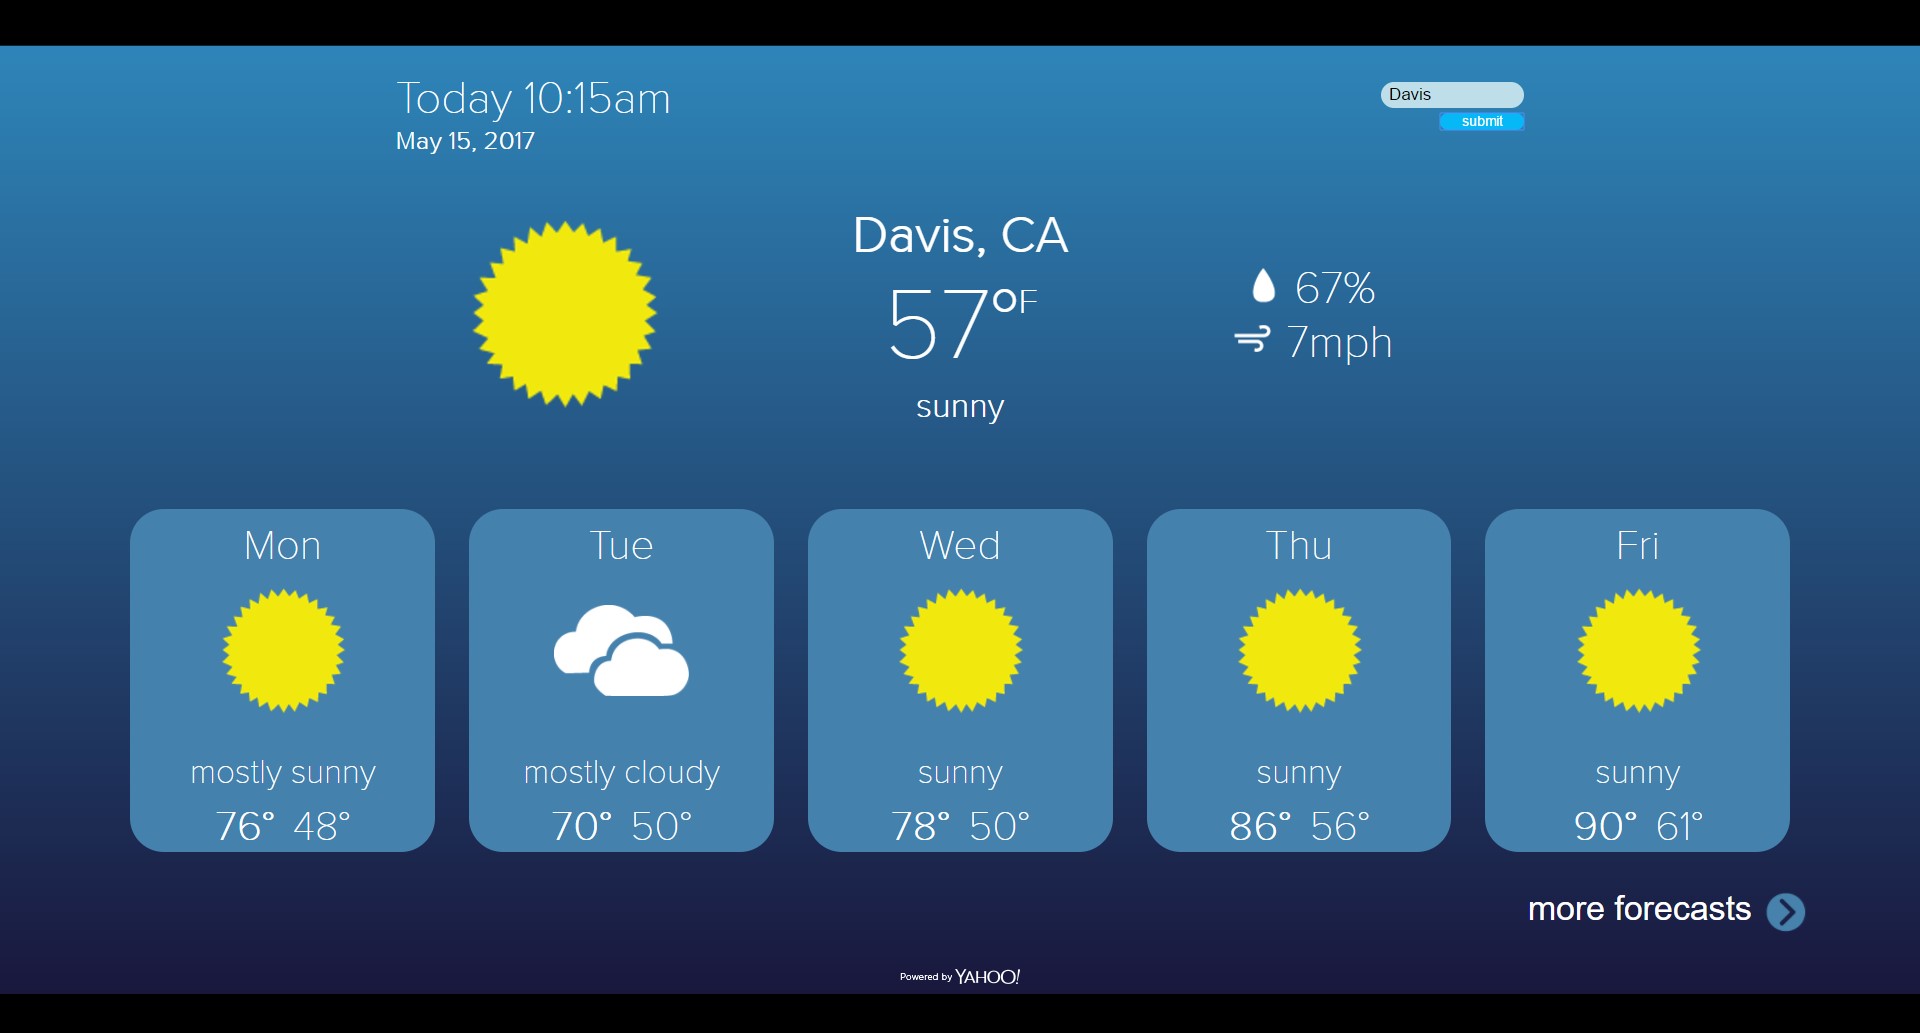 Today 10:15am
May 15, 2017
Davis
submit
Davis, CA
57°F
sunny
67%
7mph
Mon
mostly sunny
76° 48°
Tue
mostly cloudy
70° 50°
Wed
sunny
78° 50°
Thu
sunny
86° 56°
Fri
sunny
90° 61°
more forecasts
Powered by YAHOO!